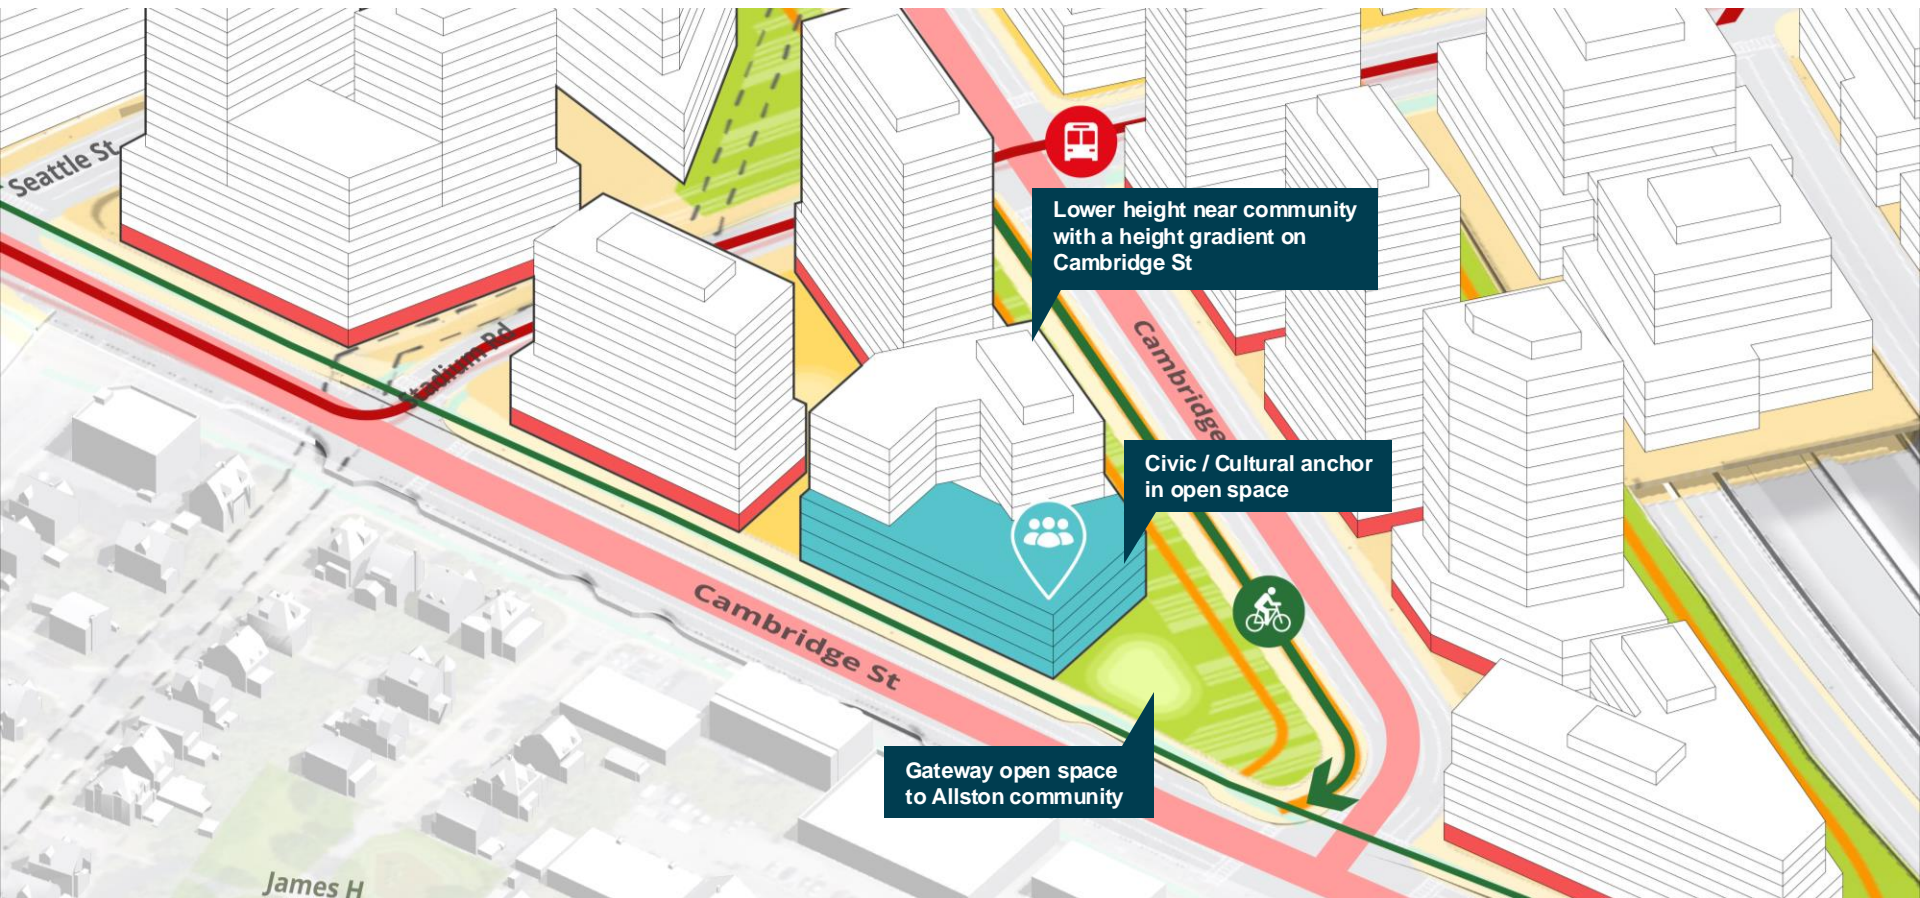 Seattle St
Lower height near community
with a height gradient on
Cambridge St
Stadium Rd
Cambridge
Civic / Cultural anchor
in open space
Cambridge St
Gateway open space
to Allston community
James H